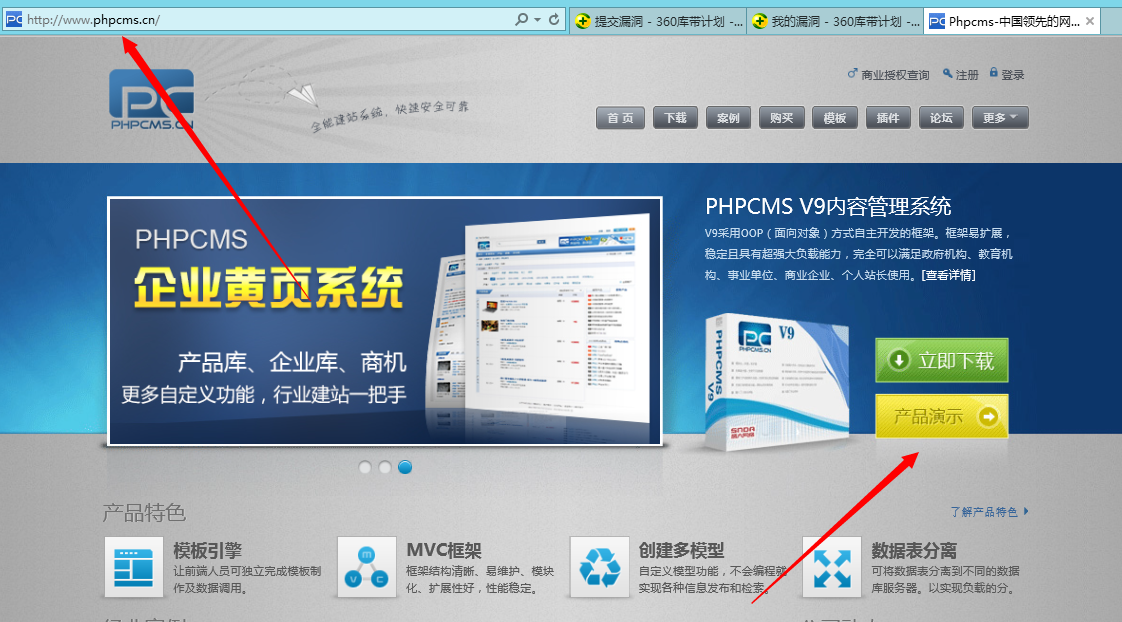 http://www.phpcms.cn/
提交漏洞 - 360库带计划 -...
我的漏洞 - 360库带计划 -...
Phpcms-中国领先的网...
商业授权查询 注册 登录
PHPCMS.CN
全能建站系统，快速安全可靠
首 页 下载 案例 购买 模板 插件 论坛 更多
PHPCMS
企业黄页系统
产品库、企业库、商机
更多自定义功能，行业建站一把手
PHPCMS V9内容管理系统
V9采用OOP（面向对象）方式自主开发的框架。框架易扩展，
稳定且具有超强大负载能力，完全可以满足政府机构、教育机
构、事业单位、商业企业、个人站长使用。[查看详情]
V9
PHPCMS.CN
PHPCMS V9
立即下载
产品演示
产品特色
了解产品特色
模板引擎
让前端人员可独立完成模板制
作及数据调用。
MVC框架
框架结构清晰、易维护、模块
化、扩展性好，性能稳定。
创建多模型
自定义模型功能，不会编程就
实现各种信息发布和检索。
数据表分离
可将数据表分离到不同的数据
库服务器。以实现负载的分。